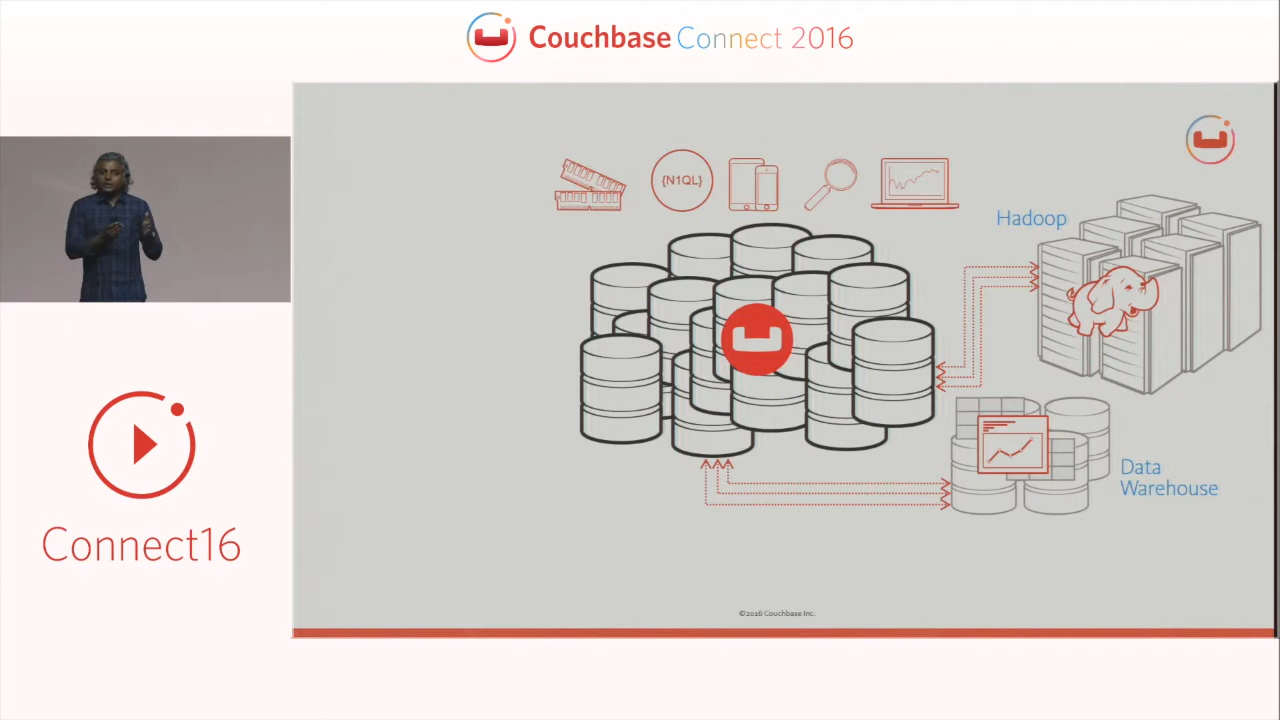 Couchbase Connect 2016
{N1QL}
Hadoop
Data
Warehouse
©2016 Couchbase Inc.
Connect16